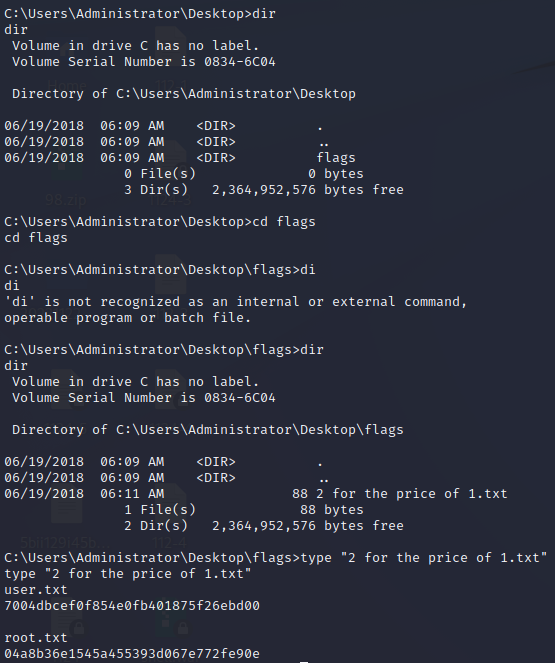 C:\Users\Administrator\Desktop>dir
dir
 Volume in drive C has no label.
 Volume Serial Number is 0834-6C04

 Directory of C:\Users\Administrator\Desktop

06/19/2018  06:09 AM    <DIR>          .
06/19/2018  06:09 AM    <DIR>          ..
06/19/2018  06:09 AM    <DIR>          flags
               0 File(s)              0 bytes
               3 Dir(s)   2,364,952,576 bytes free

C:\Users\Administrator\Desktop>cd flags
cd flags

C:\Users\Administrator\Desktop\flags>di
di
'di' is not recognized as an internal or external command,
operable program or batch file.

C:\Users\Administrator\Desktop\flags>dir
dir
 Volume in drive C has no label.
 Volume Serial Number is 0834-6C04

 Directory of C:\Users\Administrator\Desktop\flags

06/19/2018  06:09 AM    <DIR>          .
06/19/2018  06:09 AM    <DIR>          ..
06/19/2018  06:11 AM                88 2 for the price of 1.txt
               1 File(s)             88 bytes
               2 Dir(s)   2,364,952,576 bytes free

C:\Users\Administrator\Desktop\flags>type "2 for the price of 1.txt"
type "2 for the price of 1.txt"
user.txt
7004dbcef0f854e0fb401875f26ebd00

root.txt
04a8b36e1545a455393d067e772fe90e